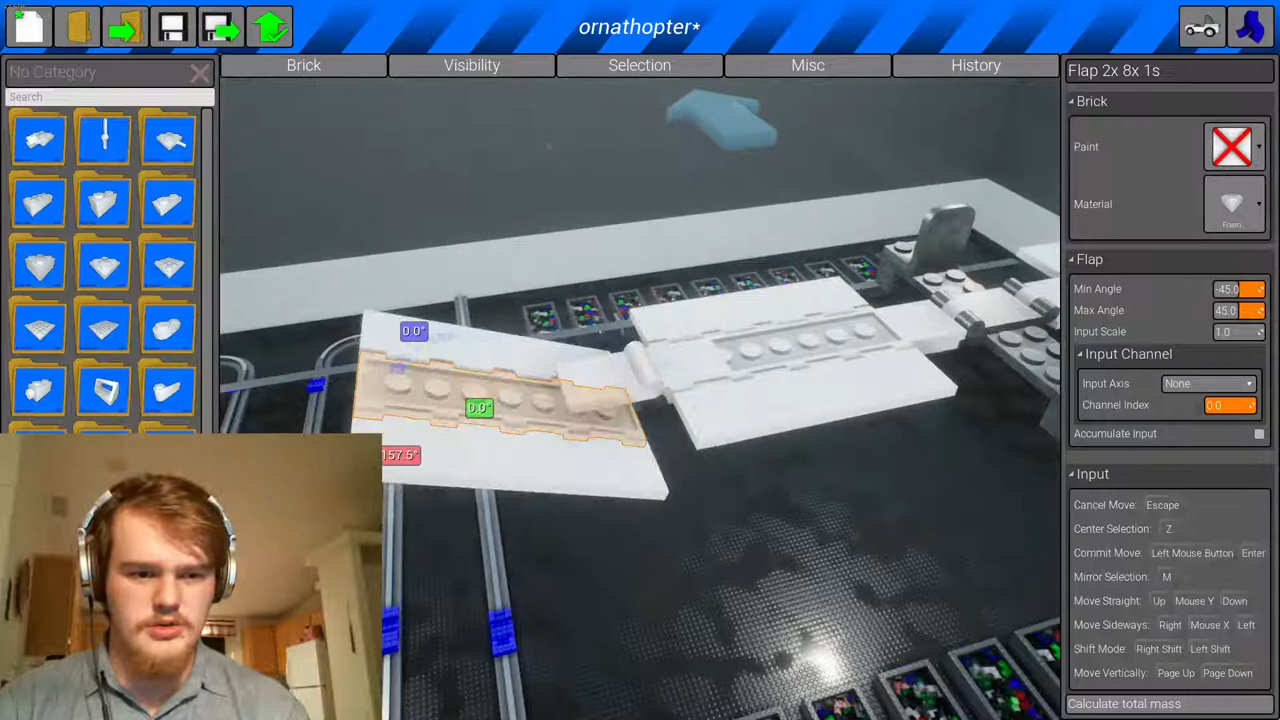 ornathopter*
Brick
Visibility
Selection
Misc
History
No Category
Search
Flap 2x 8x 1s
Brick
Paint
Material
Foam
Flap
Min Angle
-45.0
Max Angle
45.0
Input Scale
1.0
Input Channel
Input Axis
None
Channel Index
0.0
Accumulate Input
Input
Cancel Move: Escape
Center Selection: Z
Commit Move: Left Mouse Button Enter
Mirror Selection: M
Move Straight: Up Mouse Y Down
Move Sideways: Right Mouse X Left
Shift Mode: Right Shift Left Shift
Move Vertically: Page Up Page Down
Calculate total mass
0.0°
0.0°
157.5°